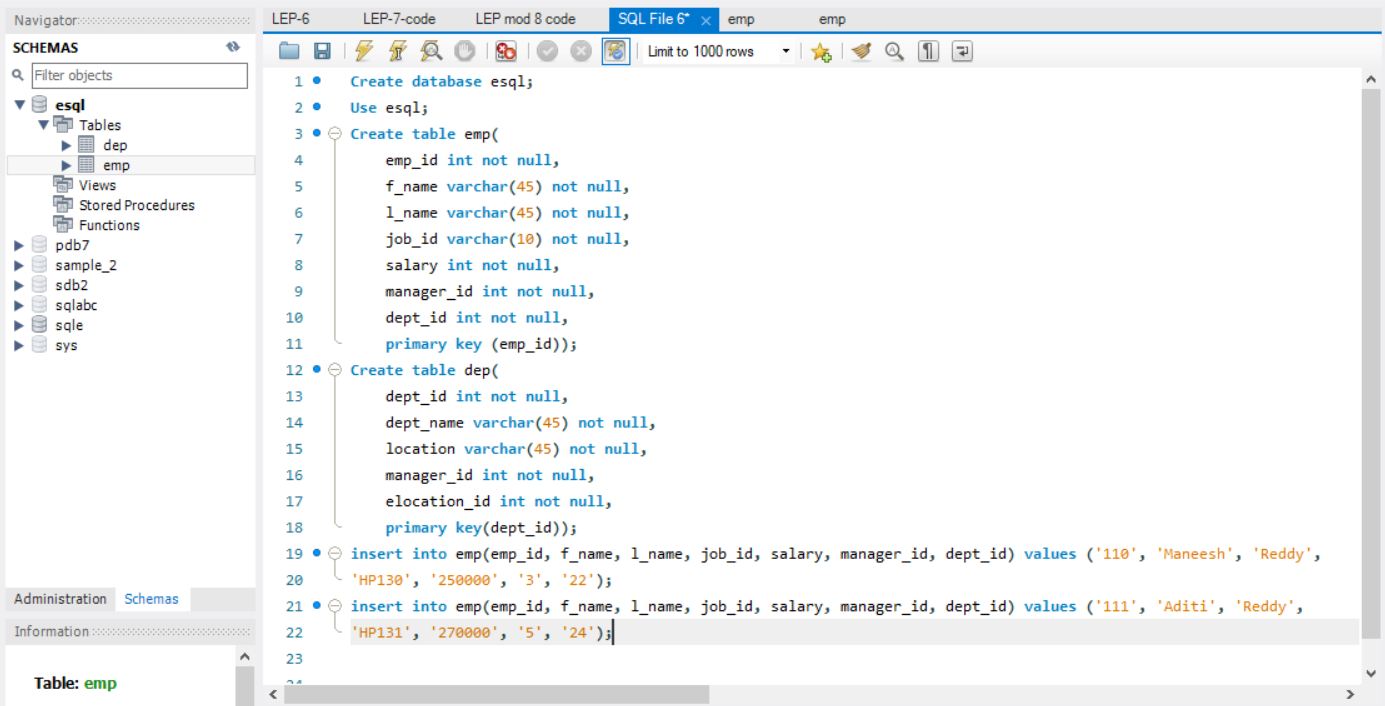 Navigator
SCHEMAS
Filter objects
esql
Tables
dep
emp
Views
Stored Procedures
Functions
pdb7
sample_2
sdb2
sqlabc
sqle
sys
Administration Schemas
Information
Table: emp
LEP-6 LEP-7-code LEP mod 8 code SQL File 6* × emp emp
Limit to 1000 rows
1 Create database esql;
2 Use esql;
3 Create table emp(
4 emp_id int not null,
5 f_name varchar(45) not null,
6 l_name varchar(45) not null,
7 job_id varchar(10) not null,
8 salary int not null,
9 manager_id int not null,
10 dept_id int not null,
11 primary key (emp_id));
12 Create table dep(
13 dept_id int not null,
14 dept_name varchar(45) not null,
15 location varchar(45) not null,
16 manager_id int not null,
17 elocation_id int not null,
18 primary key(dept_id));
19 insert into emp(emp_id, f_name, l_name, job_id, salary, manager_id, dept_id) values ('110', 'Maneesh', 'Reddy',
20 'HP130', '250000', '3', '22');
21 insert into emp(emp_id, f_name, l_name, job_id, salary, manager_id, dept_id) values ('111', 'Aditi', 'Reddy',
22 'HP131', '270000', '5', '24');
23
24